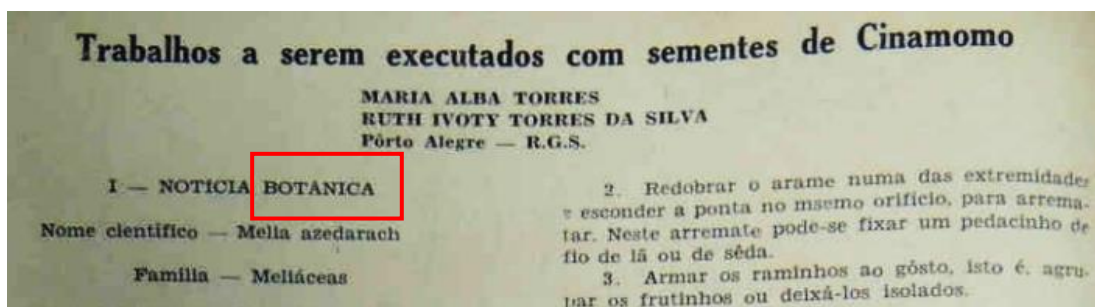 Trabalhos a serem executados com sementes de Cinamomo
MARIA ALBA TORRES
RUTH IVOTY TORRES DA SILVA
Pôrto Alegre — R.G.S.
I — NOTICIA BOTANICA
Nome cientifico — Melia azedarach
Familia — Meliáceas
2. Redobrar o arame numa das extremidades
e esconder a ponta no msemo orifício, para arrema-
tar. Neste arremate pode-se fixar um pedacinho de
fio de lã ou de sêda.
3. Armar os raminhos ao gôsto, isto é, agru-
par os frutinhos ou deixá-los isolados.